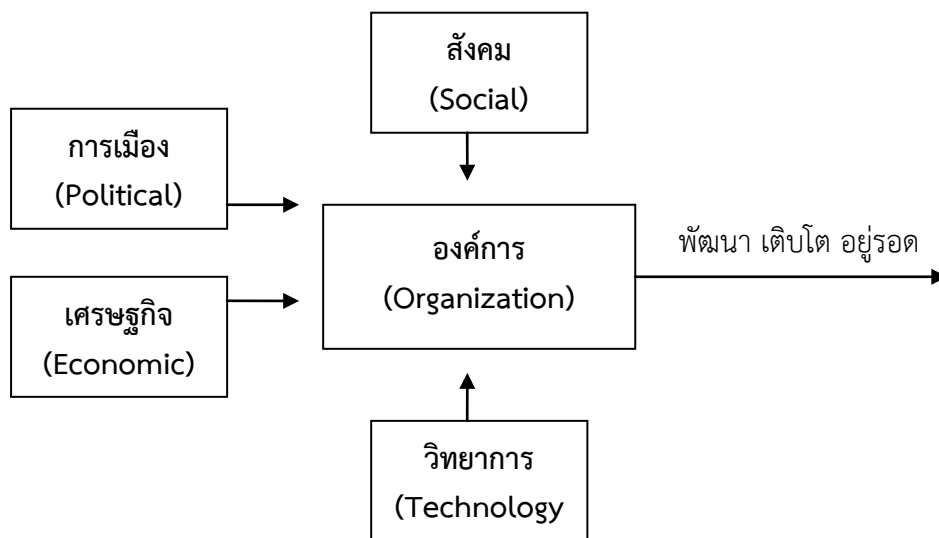 สังคม
(Social)
การเมือง
(Political)
องค์การ
(Organization)
พัฒนา เติบโต อยู่รอด
เศรษฐกิจ
(Economic)
วิทยาการ
(Technology